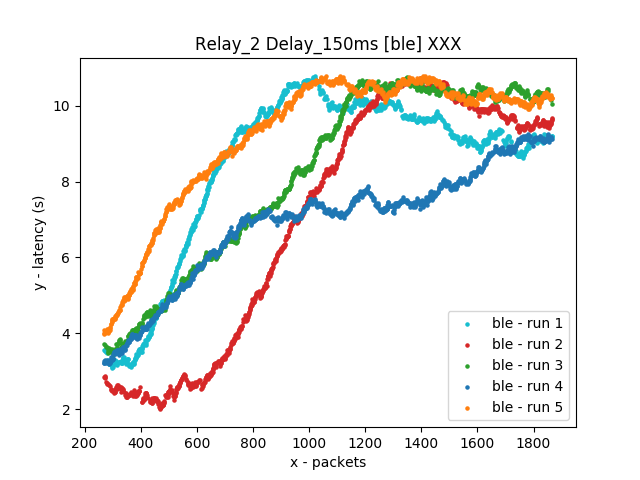 Relay_2 Delay_150ms [ble] XXX
y - latency (s)
10
8
6
4
2
200 400 600 800 1000 1200 1400 1600 1800
x - packets
ble - run 1
ble - run 2
ble - run 3
ble - run 4
ble - run 5